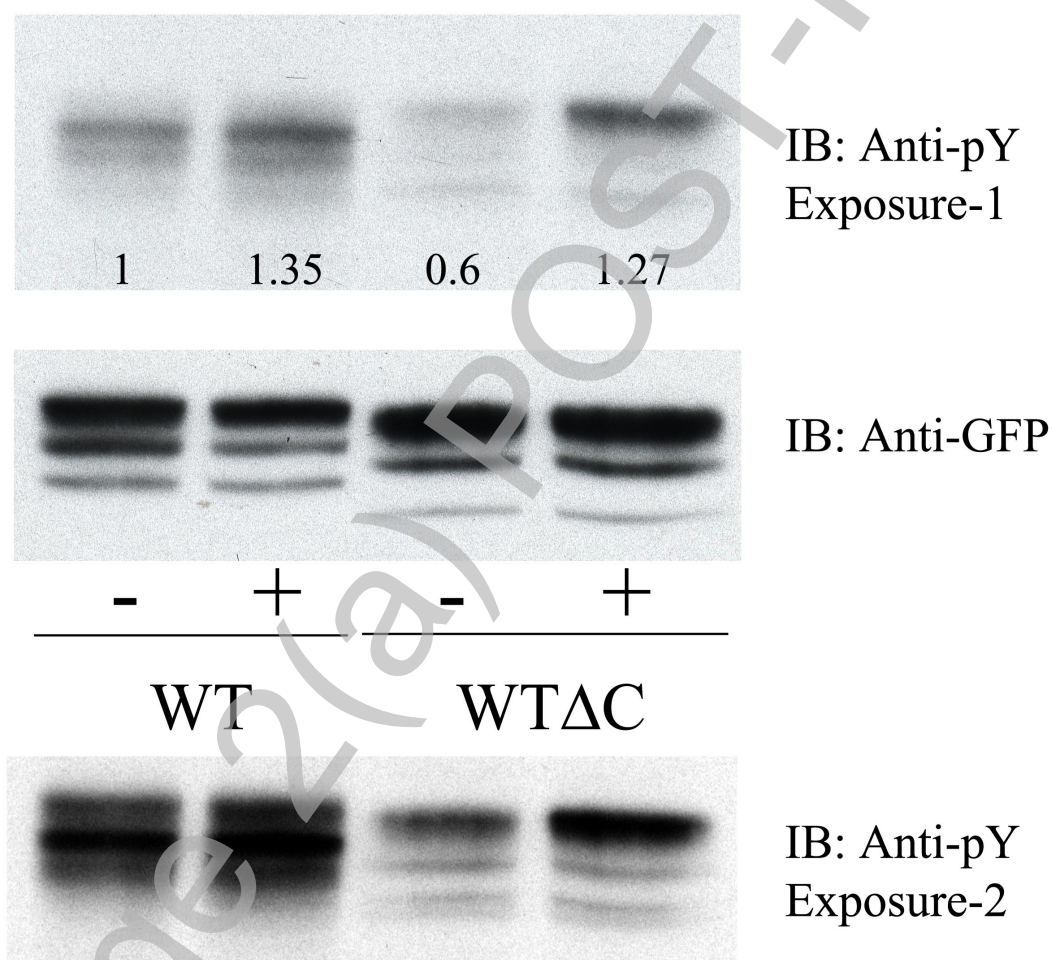 IB: Anti-pY
Exposure-1
1 1.35 0.6 1.27
IB: Anti-GFP
- + - +
WT WTΔC
IB: Anti-pY
Exposure-2
(a) POST-